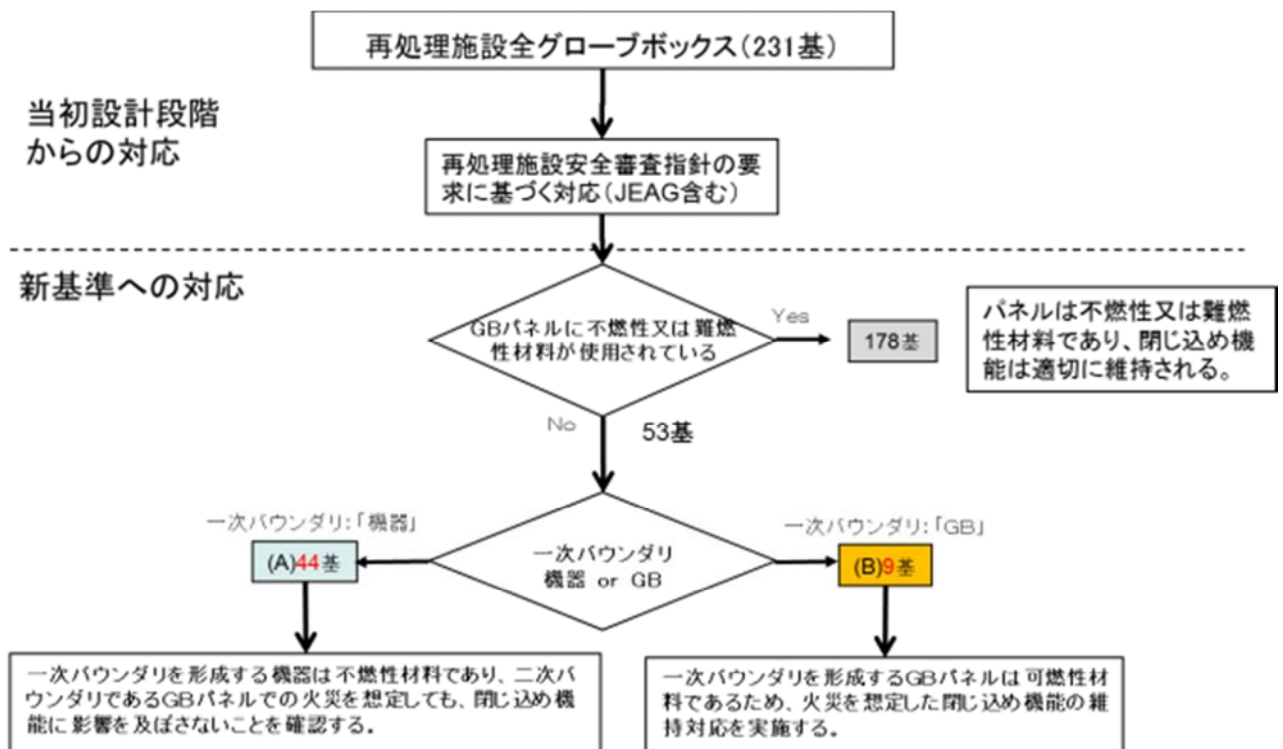 再処理施設全グローブボックス(231基)
当初設計段階
からの対応
再処理施設安全審査指針の要
求に基づく対応(JEAG含む)
新基準への対応
GBパネルに不燃性又は難燃
性材料が使用されている
Yes
178基
パネルは不燃性又は難燃
性材料であり、閉じ込め機
能は適切に維持される。
No
53基
一次バウンダリ:「機器」
一次バウンダリ:「GB」
(A)44基
一次バウンダリ
機器 or GB
(B)9基
一次バウンダリを形成する機器は不燃性材料であり、二次バ
ウンダリであるGBパネルでの火災を想定しても、閉じ込め機
能に影響を及ぼさないことを確認する。
一次バウンダリを形成するGBパネルは可燃性材
料であるため、火災を想定した閉じ込め機能の維
持対応を実施する。